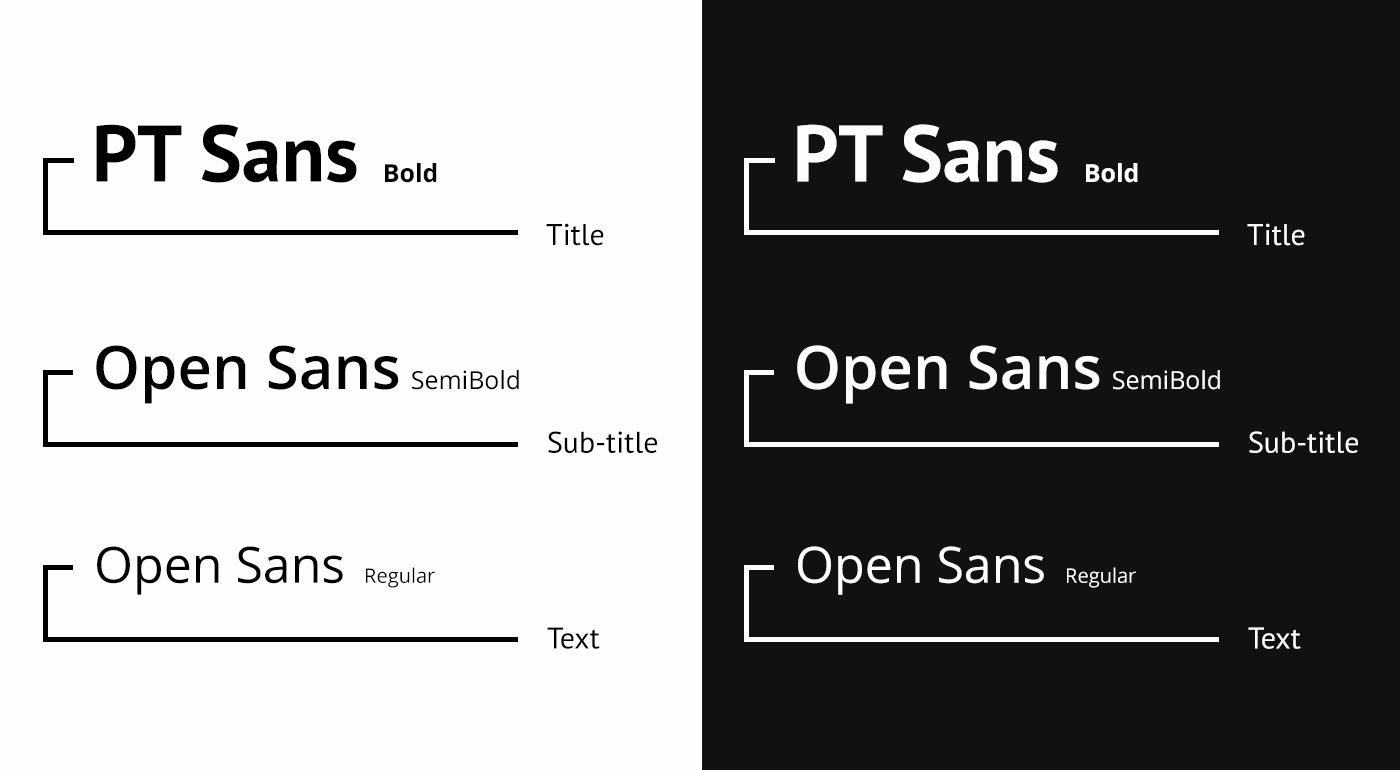 PT Sans Bold
Title
Open Sans SemiBold
Sub-title
Open Sans Regular
Text
PT Sans Bold
Title
Open Sans SemiBold
Sub-title
Open Sans Regular
Text